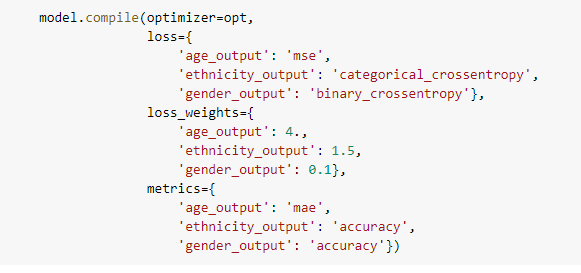 model.compile(optimizer=opt,
              loss={
                  'age_output': 'mse',
                  'ethnicity_output': 'categorical_crossentropy',
                  'gender_output': 'binary_crossentropy'},
              loss_weights={
                  'age_output': 4.,
                  'ethnicity_output': 1.5,
                  'gender_output': 0.1},
              metrics={
                  'age_output': 'mae',
                  'ethnicity_output': 'accuracy',
                  'gender_output': 'accuracy'})